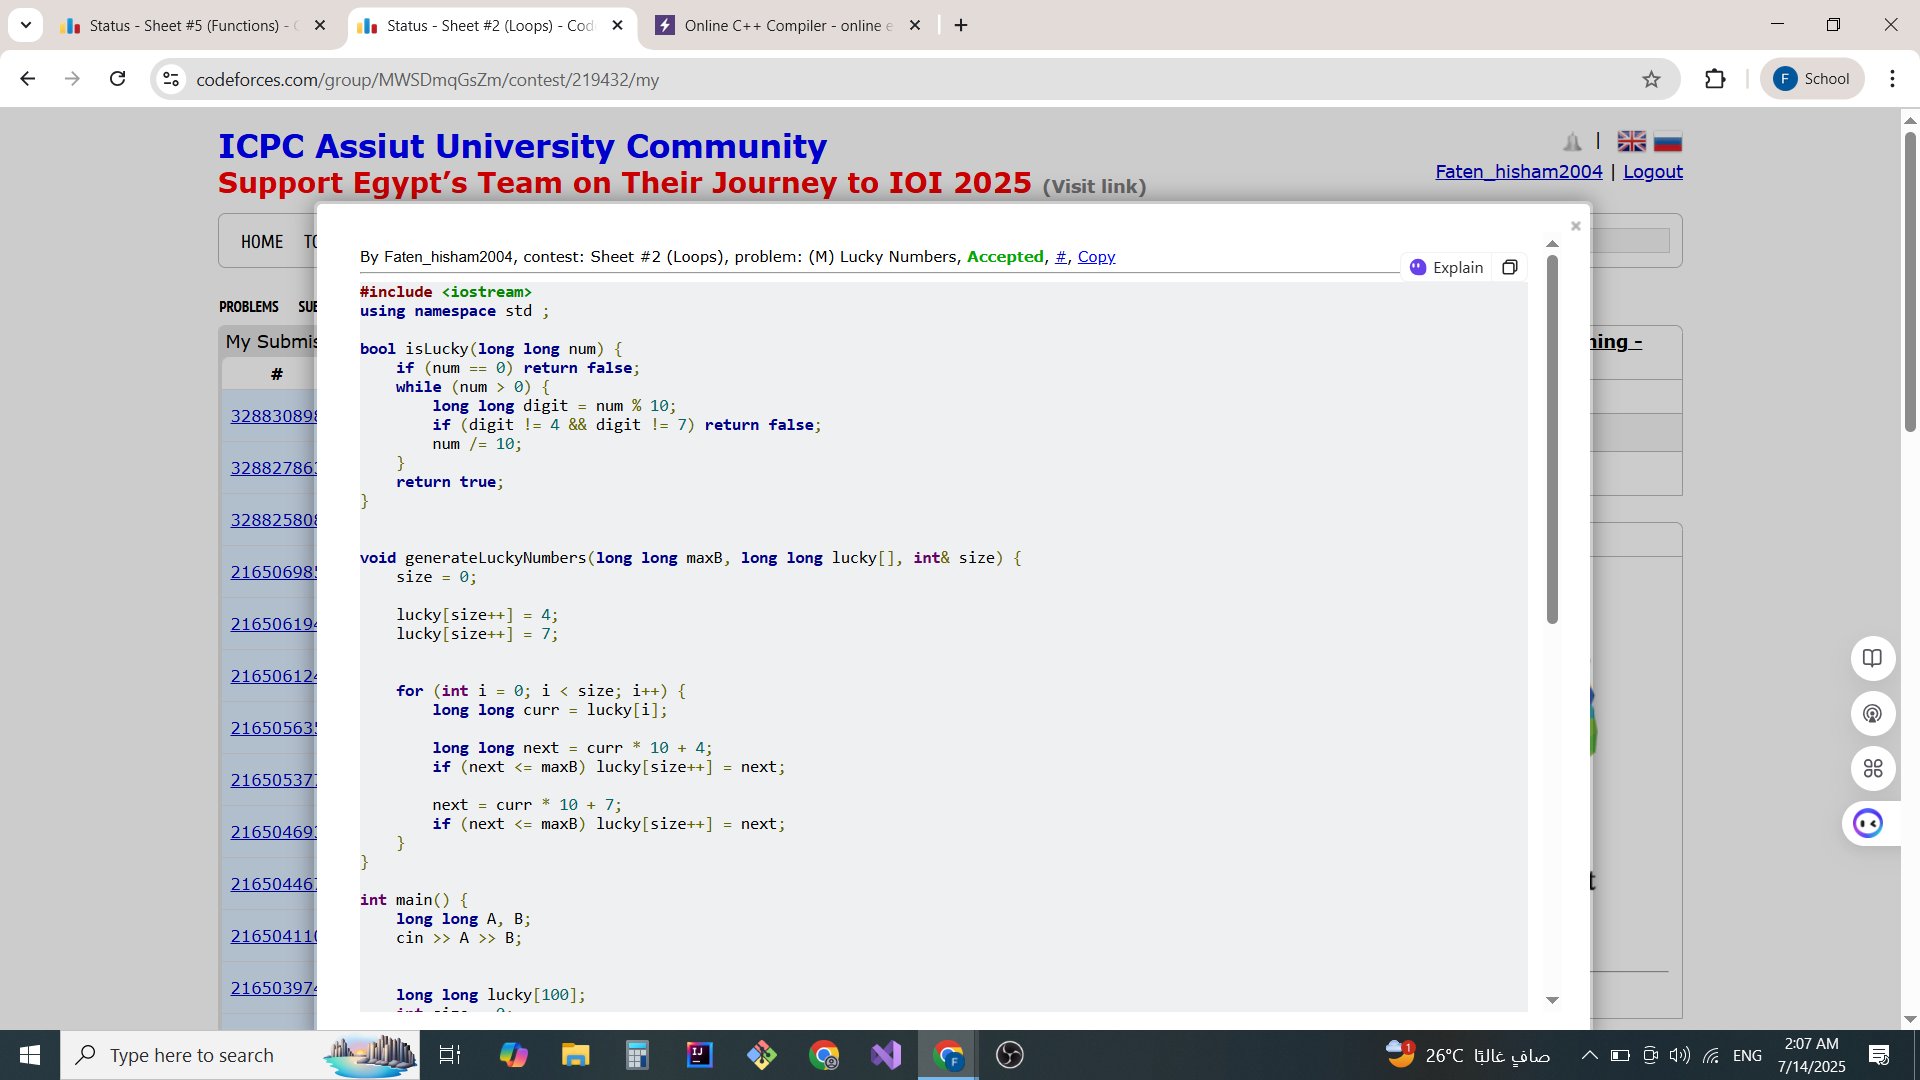 Status - Sheet #5 (Functions) -
Status - Sheet #2 (Loops) - Cod
Online C++ Compiler - online e
codeforces.com/group/MWSDmqGsZm/contest/219432/my
F School
ICPC Assiut University Community
Support Egypt’s Team on Their Journey to IOI 2025 (Visit link)
|
Faten_hisham2004 | Logout
HOME
PROBLEMS
My Submis
ning -
#
32883089
32882786
32882580
21650698
21650619
21650612
21650563
21650537
21650469
21650446
21650411
21650397
By Faten_hisham2004, contest: Sheet #2 (Loops), problem: (M) Lucky Numbers, Accepted, #, Copy
Explain
#include <iostream>
using namespace std ;
bool isLucky(long long num) {
if (num == 0) return false;
while (num > 0) {
long long digit = num % 10;
if (digit != 4 && digit != 7) return false;
num /= 10;
}
return true;
}
void generateLuckyNumbers(long long maxB, long long lucky[], int& size) {
size = 0;
lucky[size++] = 4;
lucky[size++] = 7;
for (int i = 0; i < size; i++) {
long long curr = lucky[i];
long long next = curr * 10 + 4;
if (next <= maxB) lucky[size++] = next;
next = curr * 10 + 7;
if (next <= maxB) lucky[size++] = next;
}
}
int main() {
long long A, B;
cin >> A >> B;
long long lucky[100];
Type here to search
1
26°C صافٍ غالبًا
ENG
2:07 AM
7/14/2025